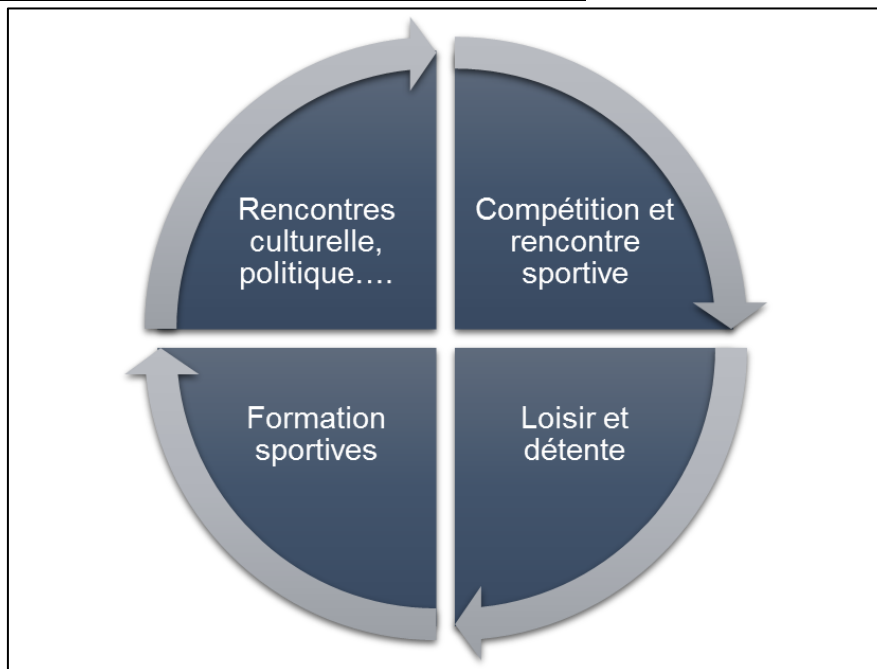 Rencontres
culturelle,
politique….
Compétition et
rencontre
sportive
Formation
sportives
Loisir et
détente